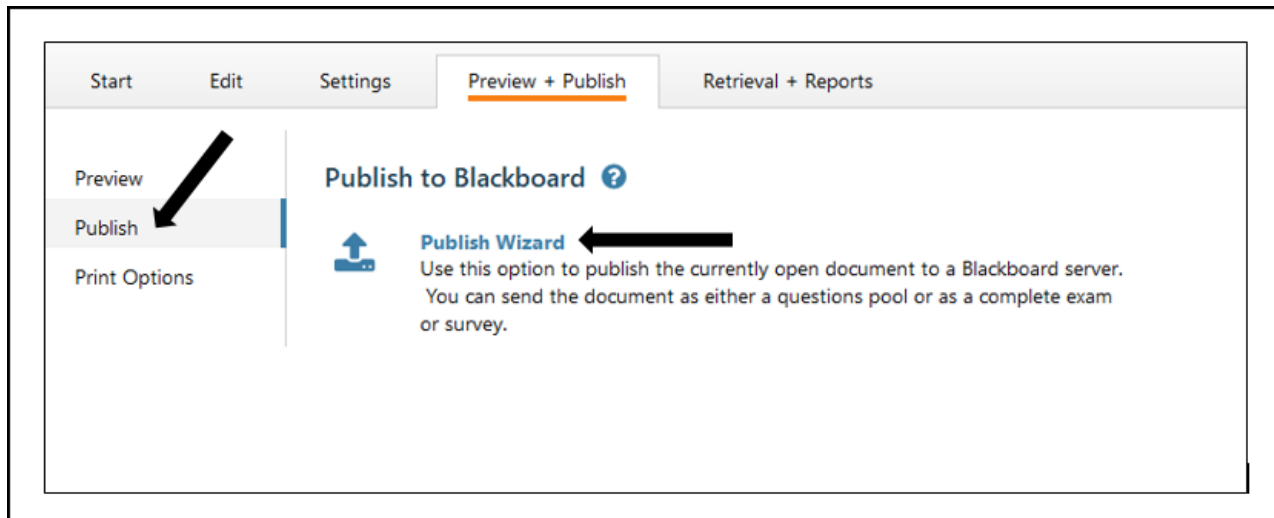 Start Edit Settings Preview + Publish Retrieval + Reports
Preview
Publish
Print Options
Publish to Blackboard ?
Publish Wizard
Use this option to publish the currently open document to a Blackboard server.
You can send the document as either a questions pool or as a complete exam
or survey.